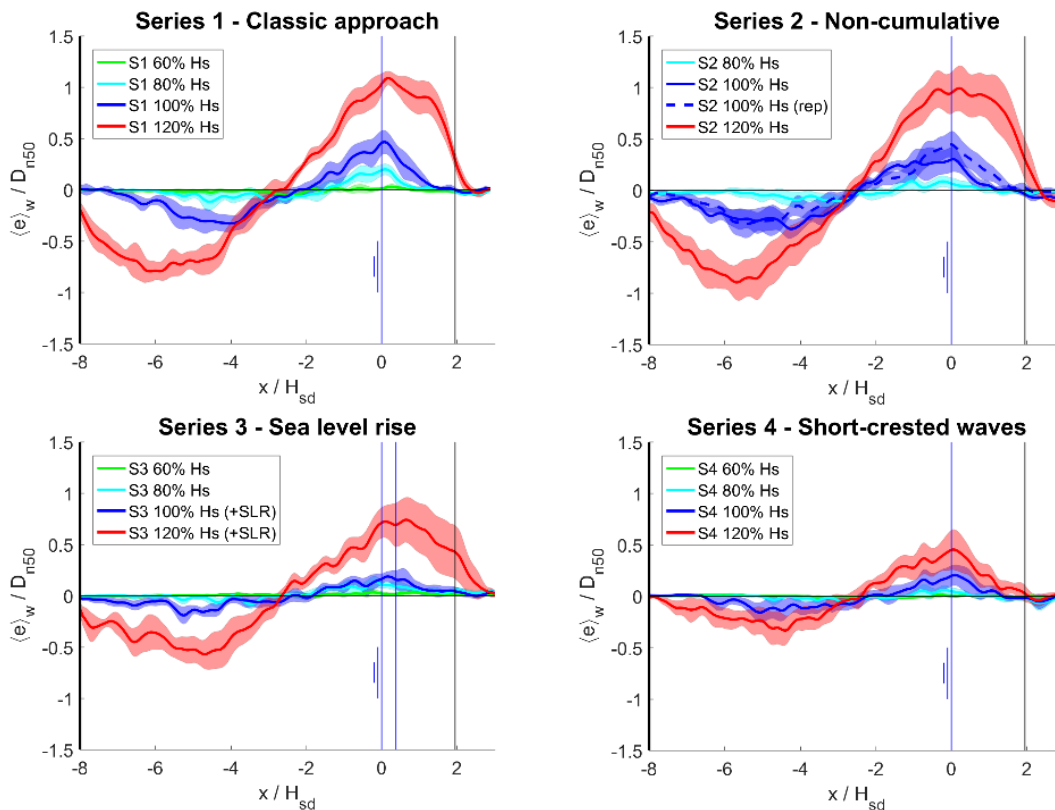 Series 1 - Classic approach
S1 60% Hs
S1 80% Hs
S1 100% Hs
S1 120% Hs
1.5
1
0.5
0
-0.5
-1
-1.5
⟨e⟩w / Dn50
-8 -6 -4 -2 0 2
x / Hsd
Series 2 - Non-cumulative
S2 80% Hs
S2 100% Hs
S2 100% Hs (rep)
S2 120% Hs
1.5
1
0.5
0
-0.5
-1
-1.5
⟨e⟩w / Dn50
-8 -6 -4 -2 0 2
x / Hsd
Series 3 - Sea level rise
S3 60% Hs
S3 80% Hs
S3 100% Hs (+SLR)
S3 120% Hs (+SLR)
1.5
1
0.5
0
-0.5
-1
-1.5
⟨e⟩w / Dn50
-8 -6 -4 -2 0 2
x / Hsd
Series 4 - Short-crested waves
S4 60% Hs
S4 80% Hs
S4 100% Hs
S4 120% Hs
1.5
1
0.5
0
-0.5
-1
-1.5
⟨e⟩w / Dn50
-8 -6 -4 -2 0 2
x / Hsd